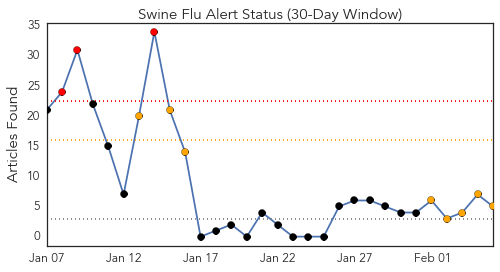 Swine Flu Alert Status (30-Day Window)
Articles Found
35
30
25
20
15
10
5
0
Jan 07 Jan 12 Jan 17 Jan 22 Jan 27 Feb 01